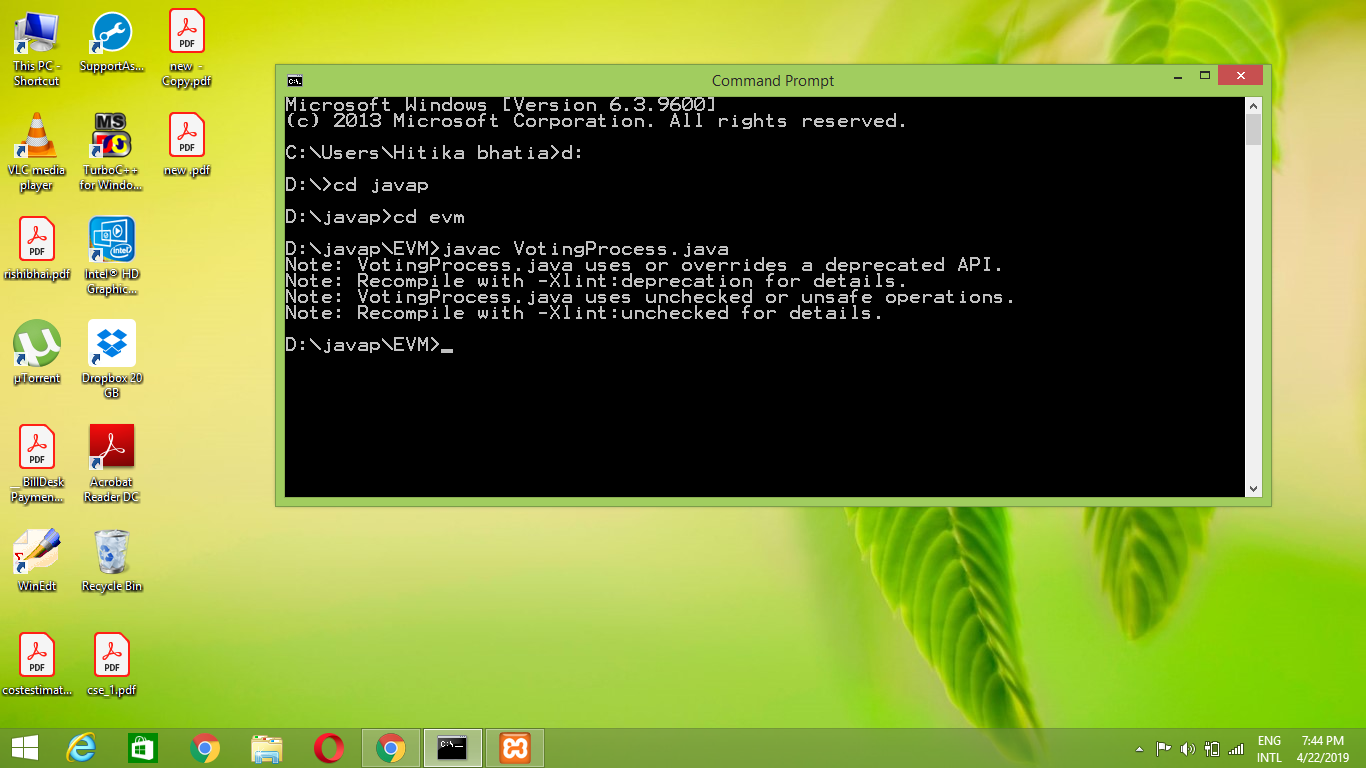 This PC -
Shortcut
SupportAs...
new -
Copy.pdf
PDF
VLC media
player
MS
TurboC++
for Windo...
PDF
new .pdf
PDF
rishibhai.pdf
intel
Intel® HD
Graphic...
µTorrent
Dropbox 20
GB
PDF
__BillDesk
Paymen...
Acrobat
Reader DC
WinEdt
Recycle Bin
PDF
costestimat...
PDF
cse_1.pdf
Command Prompt
Microsoft Windows [Version 6.3.9600]
(c) 2013 Microsoft Corporation. All rights reserved.
C:\Users\Hitika bhatia>d:
D:\>cd javap
D:\javap>cd evm
D:\javap\EVM>javac VotingProcess.java
Note: VotingProcess.java uses or overrides a deprecated API.
Note: Recompile with -Xlint:deprecation for details.
Note: VotingProcess.java uses unchecked or unsafe operations.
Note: Recompile with -Xlint:unchecked for details.
D:\javap\EVM>_
ENG
INTL
7:44 PM
4/22/2019